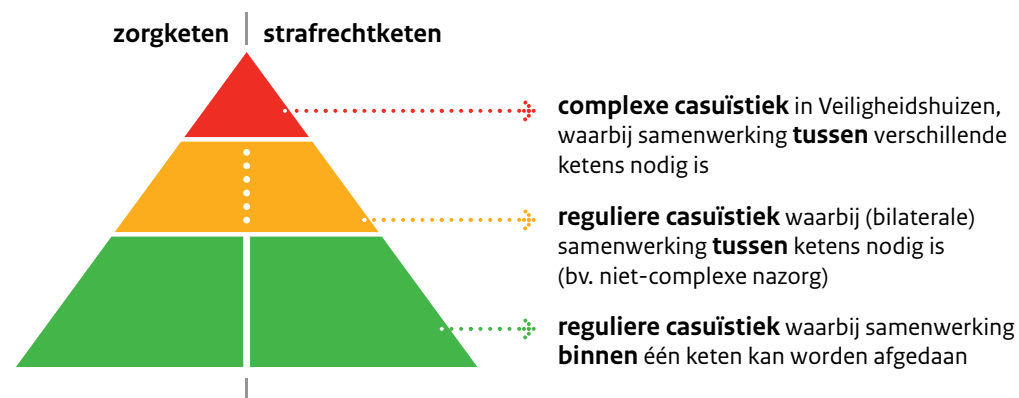 zorgketen strafrechtketen
complexe casuïstiek in Veiligheidshuizen,
waarbij samenwerking tussen verschillende
ketens nodig is
reguliere casuïstiek waarbij (bilaterale)
samenwerking tussen ketens nodig is
(bv. niet-complexe nazorg)
reguliere casuïstiek waarbij samenwerking
binnen één keten kan worden afgedaan